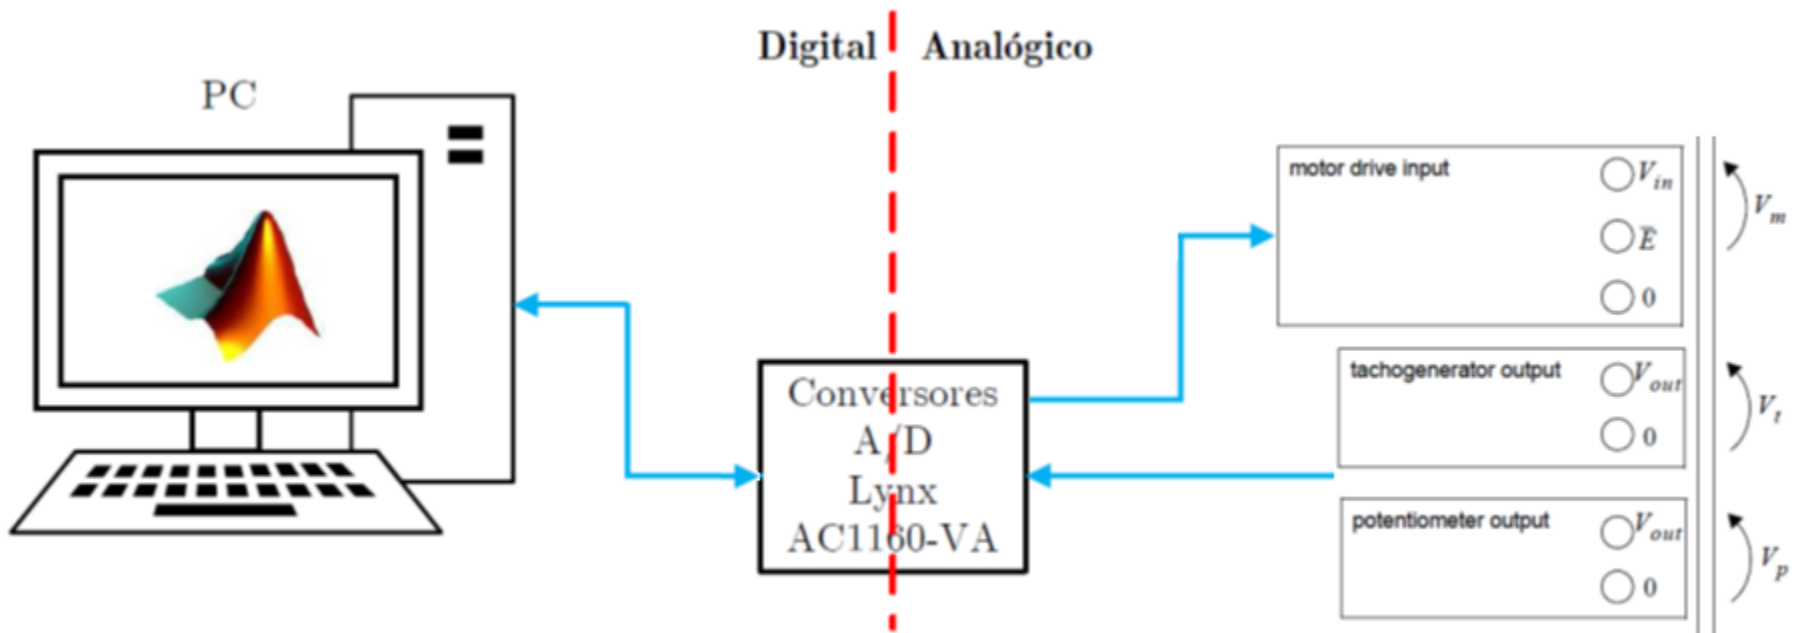 Digital
Analógico
PC
motor drive input
V_in
Ē
0
V_m
Conversores
A/D
Lynx
AC1160-VA
tachogenerator output
V_out
0
V_t
potentiometer output
V_out
0
V_p